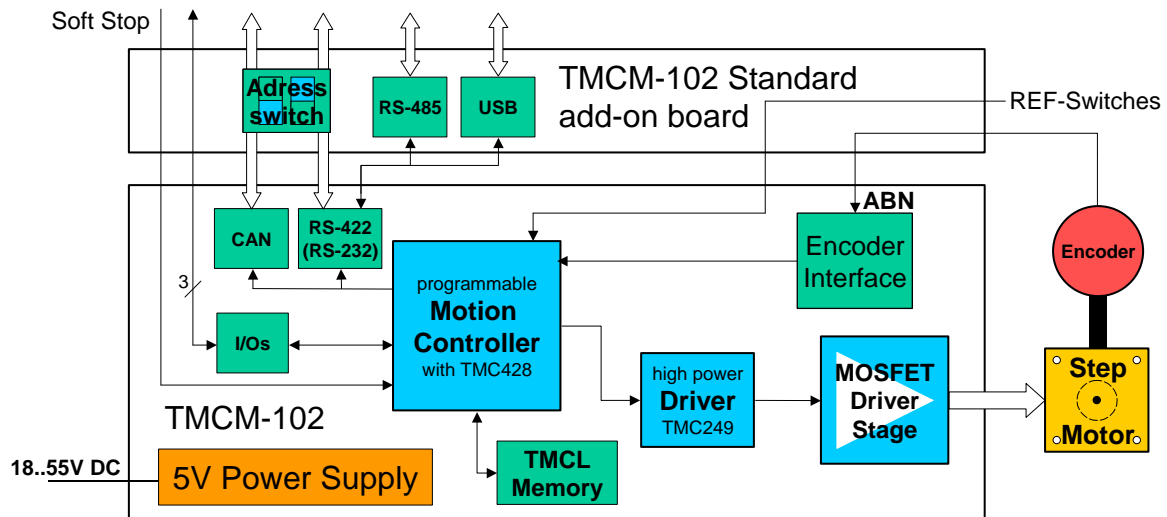 Soft Stop
Adress
switch
RS-485
USB
TMCM-102 Standard
add-on board
REF-Switches
ABN
CAN
RS-422
(RS-232)
Encoder
Interface
Encoder
3
programmable
Motion
Controller
with TMC428
I/Os
high power
Driver
TMC249
MOSFET
Driver
Stage
Step
Motor
TMCM-102
18..55V DC
5V Power Supply
TMCL
Memory